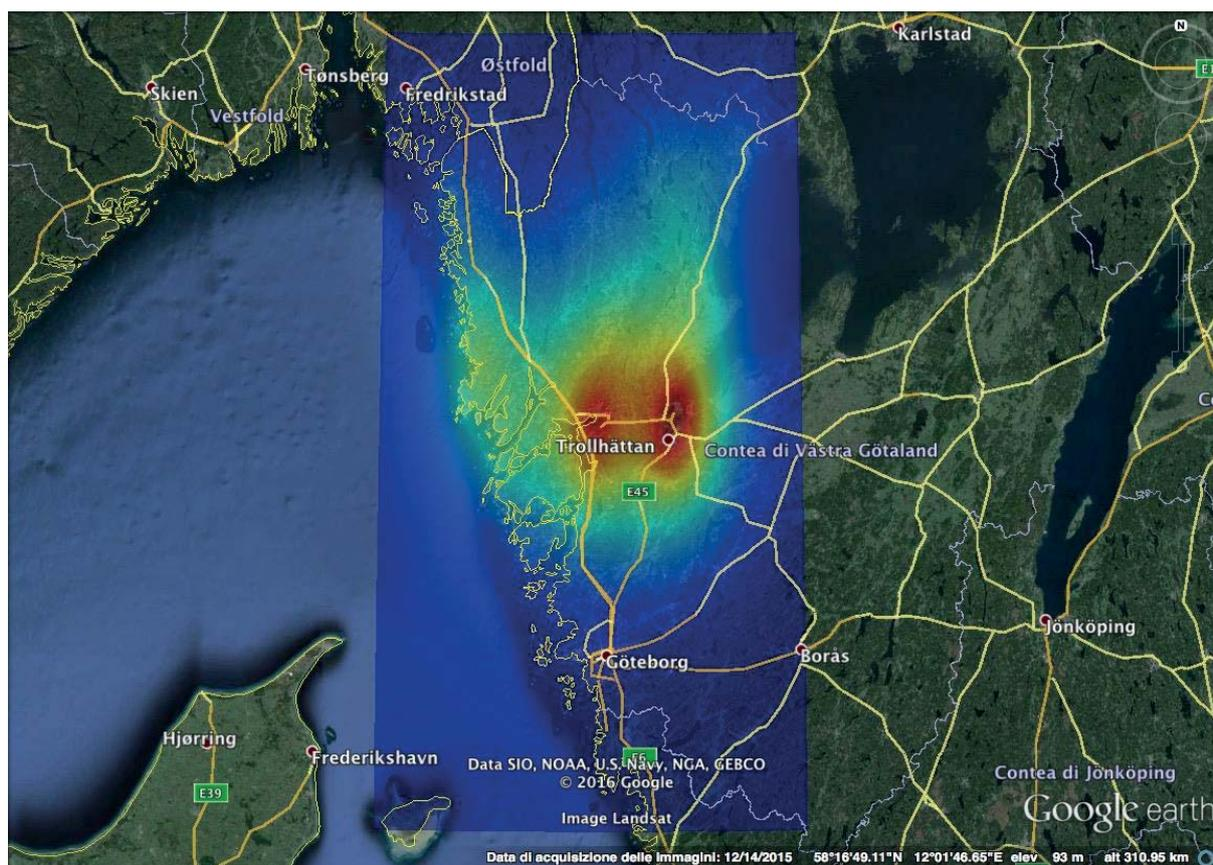 N
Karlstad
E1
Tønsberg
Østfold
Skien
Fredrikstad
Vestfold
Trollhättan
Contea di Västra Götaland
E45
Jönköping
Göteborg
Borås
Hjørring
Frederikshavn
E6
Data SIO, NOAA, U.S. Navy, NGA, GEBCO
© 2016 Google
E39
Contea di Jönköping
Google earth
Image Landsat
Data di acquisizione delle immagini: 12/14/2015 58°16'49.11"N 12°01'46.65"E elev 93 m alt 310.95 km